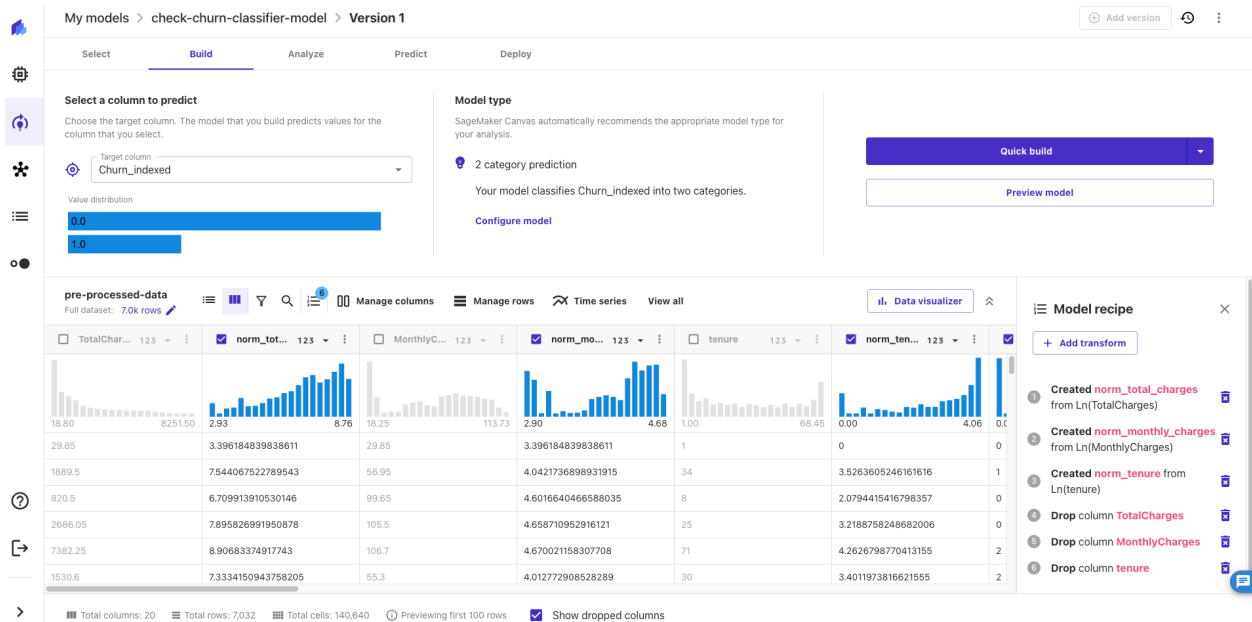 My models > check-churn-classifier-model > Version 1
Add version
Select Build Analyze Predict Deploy
Select a column to predict
Choose the target column. The model that you build predicts values for the
column that you select.
Target column
Churn_indexed
Value distribution
0.0
1.0
Model type
SageMaker Canvas automatically recommends the appropriate model type for
your analysis.
2 category prediction
Your model classifies Churn_indexed into two categories.
Configure model
Quick build
Preview model
pre-processed-data
Full dataset: 7.0k rows
6
Manage columns
Manage rows
Time series
View all
Data visualizer
TotalChar... 123 norm_tot... 123 MonthlyC... 123 norm_mo... 123 tenure 123 norm_ten... 123
18.80 8251.50 2.93 8.76 18.25 113.73 2.90 4.68 1.00 68.45 0.00 4.06
29.85 3.396184839838611 29.85 3.396184839838611 1 0 0
1889.5 7.544067522789543 56.95 4.0421736898931915 34 3.5263605246161616 1
820.5 6.709913910530146 99.65 4.6016640466588035 8 2.0794415416798357 0
2686.05 7.895826991950878 105.5 4.658710952916121 25 3.2188758248682006 0
7382.25 8.90683374917743 106.7 4.670021158307708 71 4.2626798770413155 2
1530.6 7.3334150943758205 55.3 4.012772908528289 30 3.4011973816621555 2
Model recipe
Add transform
1 Created norm_total_charges
from Ln(TotalCharges)
2 Created norm_monthly_charges
from Ln(MonthlyCharges)
3 Created norm_tenure from
Ln(tenure)
4 Drop column TotalCharges
5 Drop column MonthlyCharges
6 Drop column tenure
Total columns: 20 Total rows: 7,032 Total cells: 140,640 Previewing first 100 rows Show dropped columns